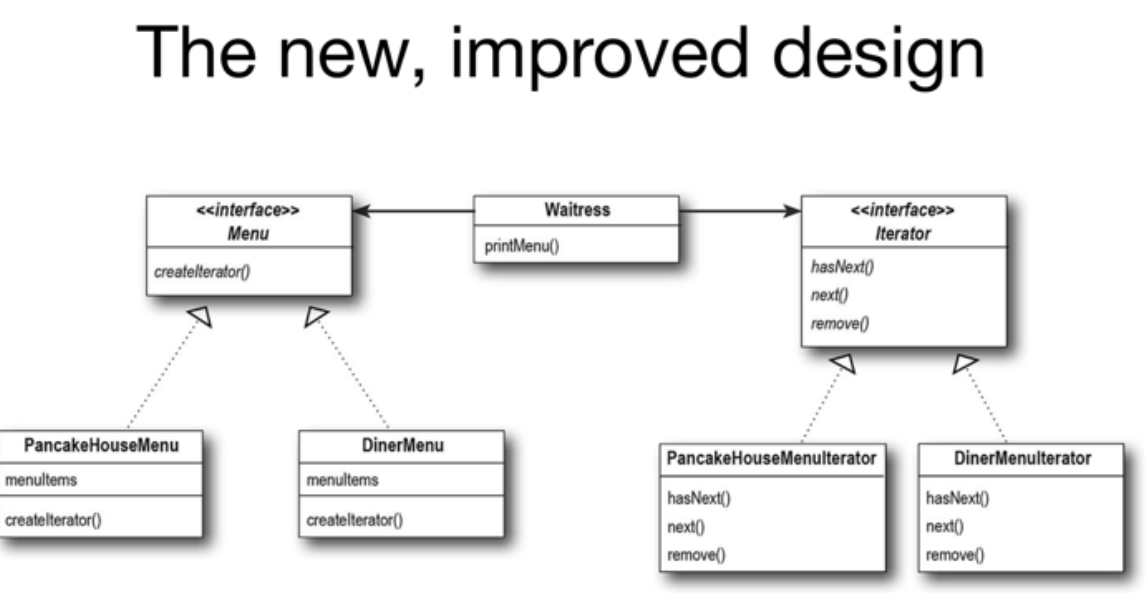 The new, improved design
<<interface>>
Menu
createIterator()
Waitress
printMenu()
<<interface>>
Iterator
hasNext()
next()
remove()
PancakeHouseMenu
menuItems
createIterator()
DinerMenu
menuItems
createIterator()
PancakeHouseMenuIterator
hasNext()
next()
remove()
DinerMenuIterator
hasNext()
next()
remove()